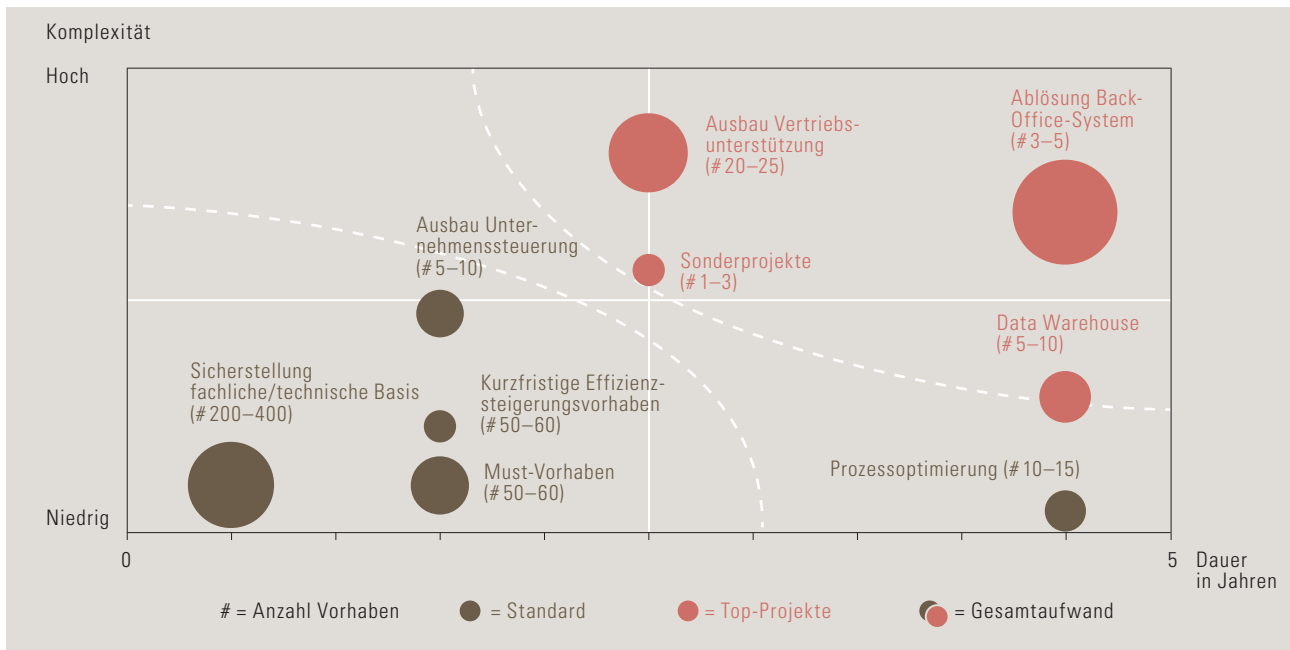 Komplexität
Hoch
Ablösung Back-
Office-System
(#3–5)
Ausbau Vertriebs-
unterstützung
(#20–25)
Ausbau Unter-
nehmenssteuerung
(#5–10)
Sonderprojekte
(#1–3)
Data Warehouse
(#5–10)
Sicherstellung
fachliche/technische Basis
(#200–400)
Kurzfristige Effizienz-
steigerungsvorhaben
(#50–60)
Must-Vorhaben
(#50–60)
Prozessoptimierung (#10–15)
Niedrig
0
5
Dauer
in Jahren
# = Anzahl Vorhaben
= Standard
= Top-Projekte
= Gesamtaufwand